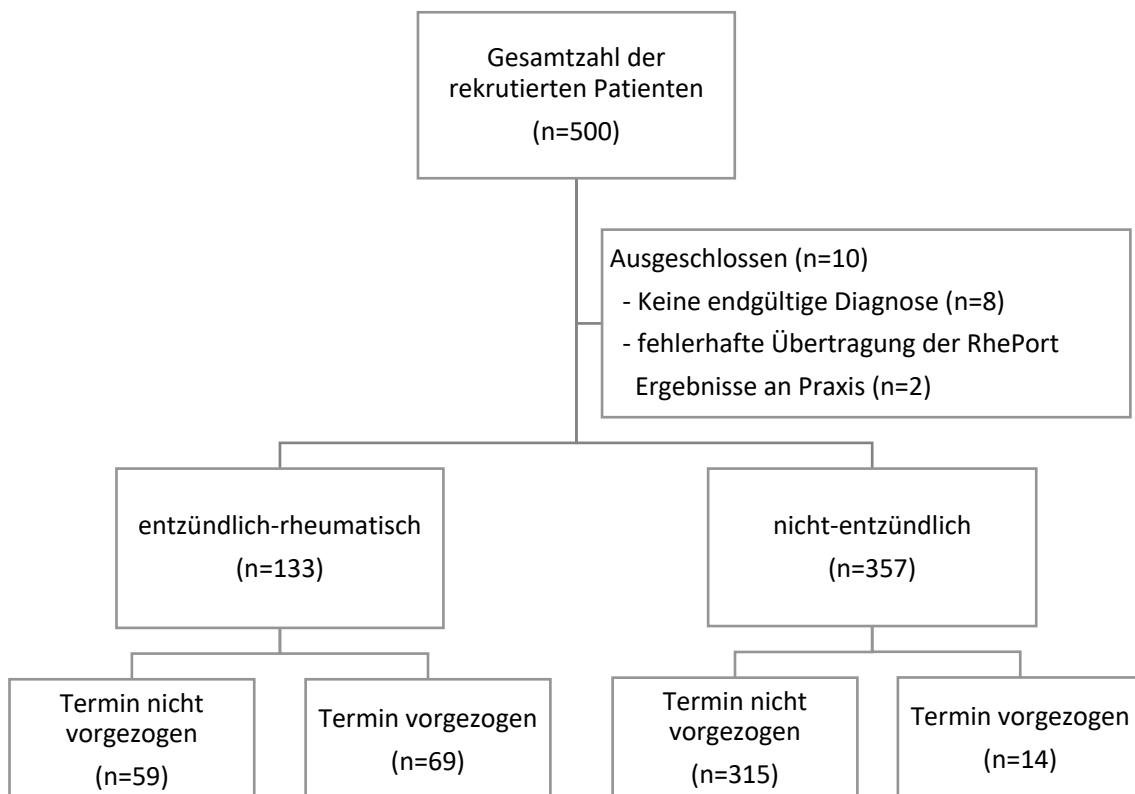 Gesamtzahl der
rekrutierten Patienten
(n=500)
Ausgeschlossen (n=10)
- Keine endgültige Diagnose (n=8)
- fehlerhafte Übertragung der RhePort
Ergebnisse an Praxis (n=2)
entzündlich-rheumatisch
(n=133)
nicht-entzündlich
(n=357)
Termin nicht
vorgezogen
(n=59)
Termin vorgezogen
(n=69)
Termin nicht
vorgezogen
(n=315)
Termin vorgezogen
(n=14)